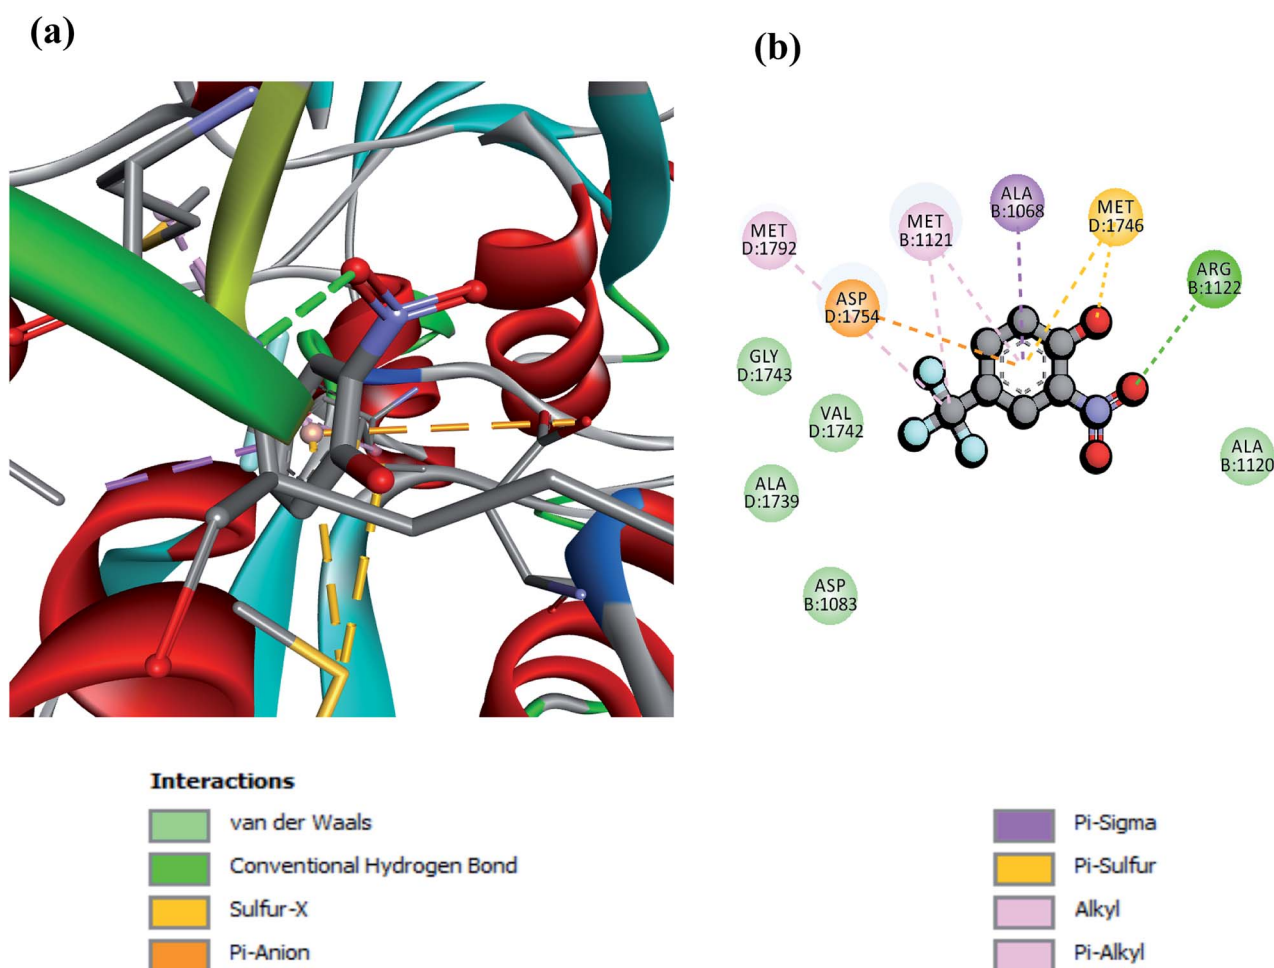 (a)
(b)
MET
D:1792
MET
B:1121
ALA
B:1068
MET
D:1746
ARG
B:1122
ASP
D:1754
GLY
D:1743
VAL
D:1742
ALA
B:1120
ALA
D:1739
ASP
B:1083
Interactions
van der Waals
Conventional Hydrogen Bond
Sulfur-X
Pi-Anion
Pi-Sigma
Pi-Sulfur
Alkyl
Pi-Alkyl